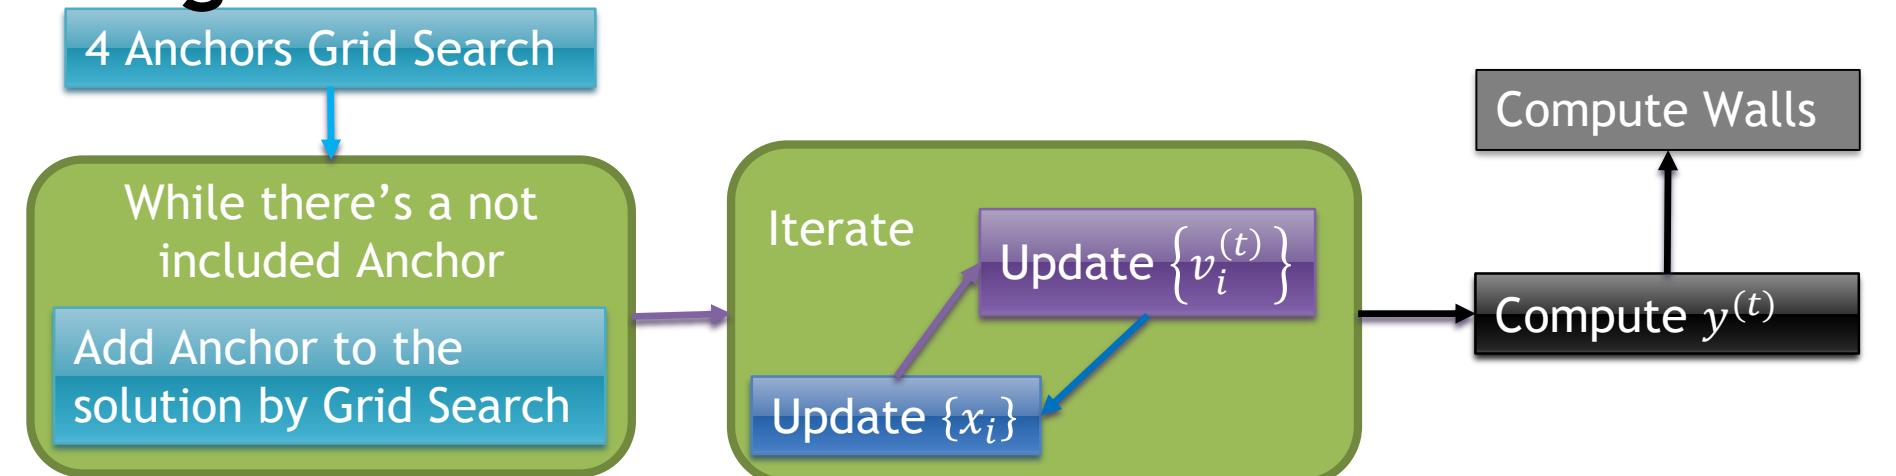 4 Anchors Grid Search
While there’s a not
included Anchor
Add Anchor to the
solution by Grid Search
Iterate
Update {v_i^{(t)}}
Update {x_i}
Compute y^{(t)}
Compute Walls